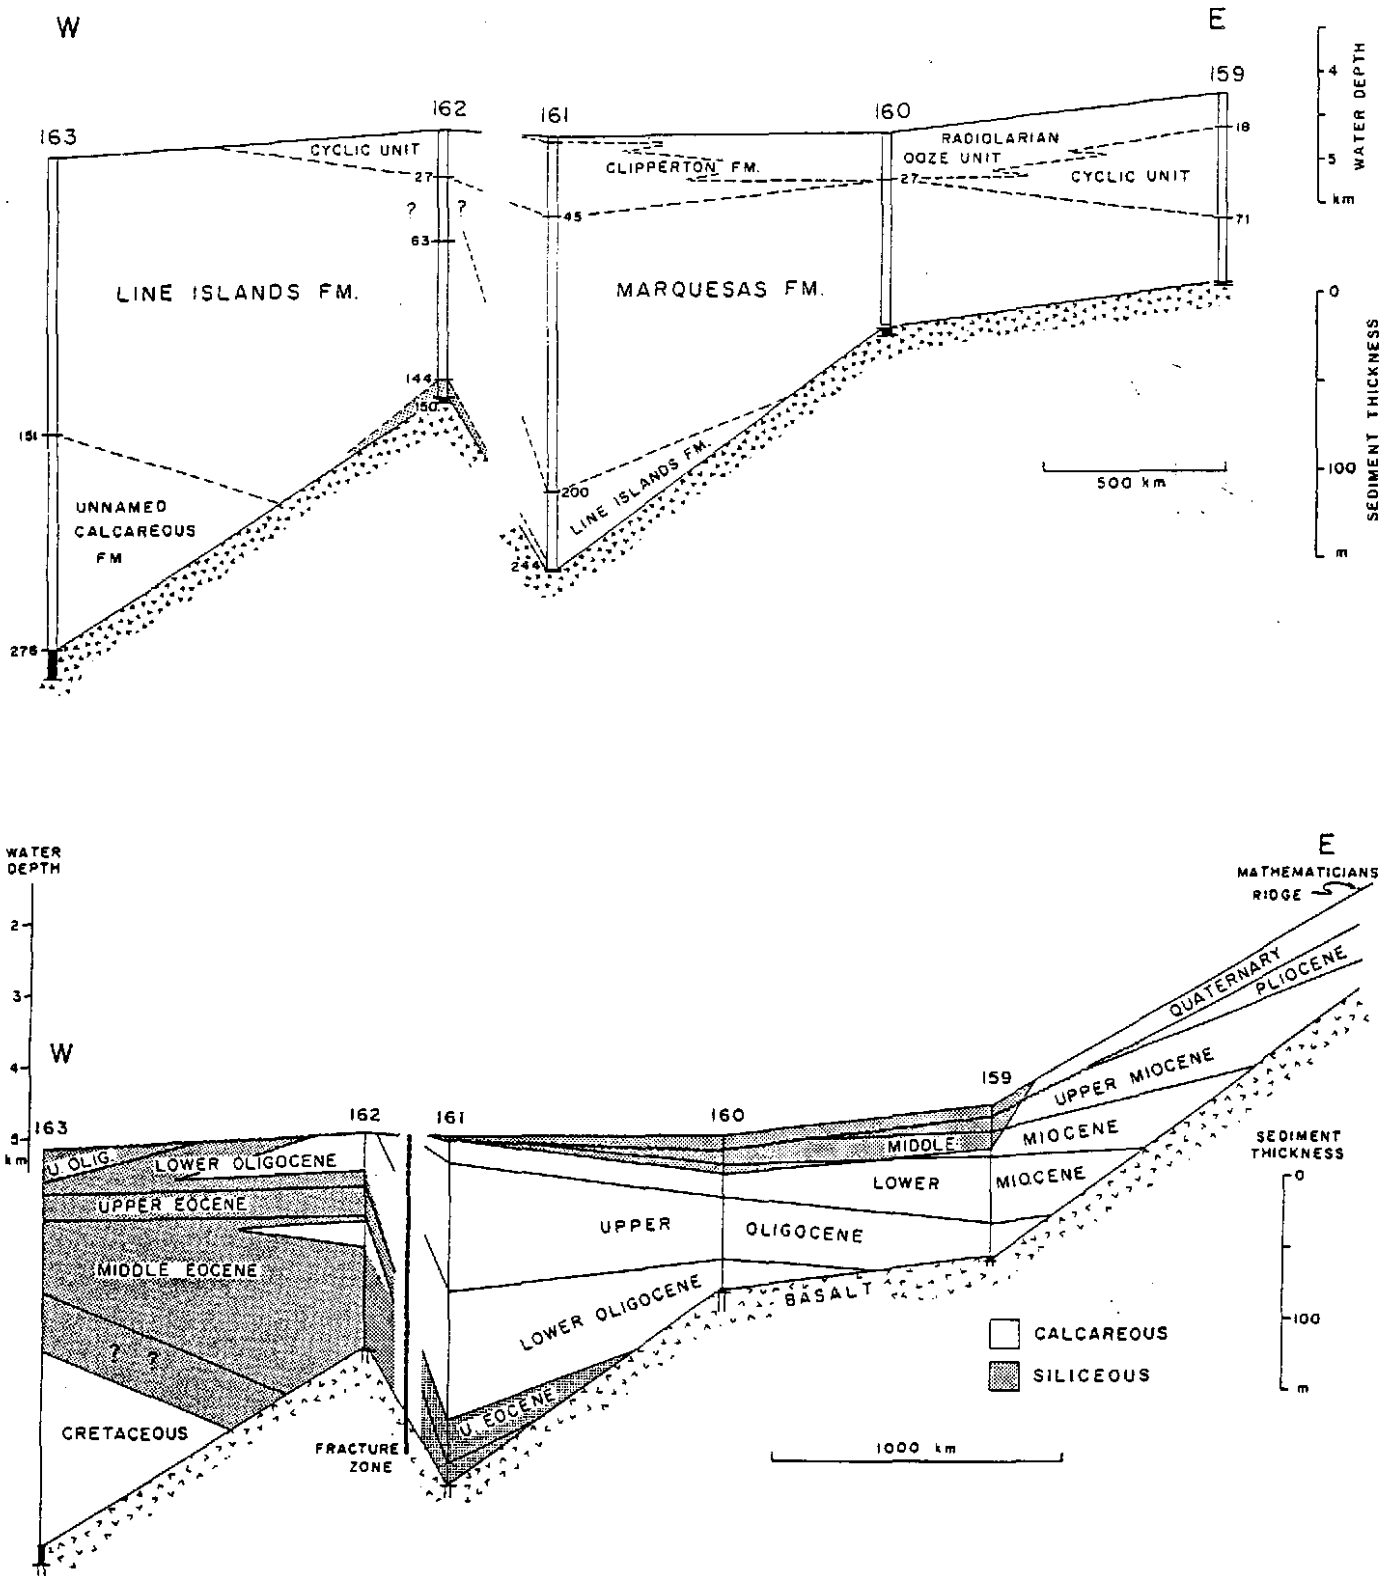 W
E
163
162
161
160
159
4
5
km
WATER DEPTH
18
71
27
27
45
63
144
150
151
200
244
276
CYCLIC UNIT
CLIPPERTON FM.
RADIOLARIAN
OOZE UNIT
CYCLIC UNIT
? ?
LINE ISLANDS FM.
MARQUESAS FM.
LINE ISLANDS FM.
UNNAMED
CALCAREOUS
FM
500 km
0
100
m
SEDIMENT THICKNESS
WATER
DEPTH
2
3
4
5
km
W
E
MATHEMATICIANS
RIDGE
163
162
161
160
159
QUATERNARY
PLIOCENE
UPPER MIOCENE
MIDDLE MIOCENE
LOWER MIOCENE
U. OLIG.
LOWER OLIGOCENE
UPPER EOCENE
UPPER OLIGOCENE
MIDDLE EOCENE
LOWER OLIGOCENE
BASALT
? ?
U. EOCENE
CRETACEOUS
FRACTURE
ZONE
SEDIMENT
THICKNESS
0
100
m
CALCAREOUS
SILICEOUS
1000 km